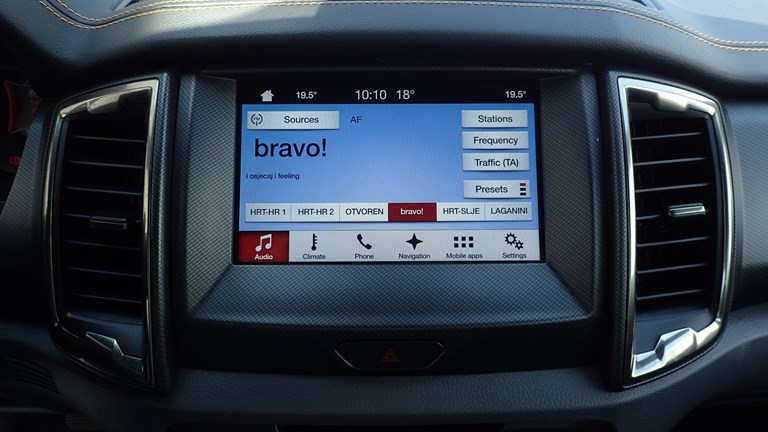 19.5° 10:10 18° 19.5°
Sources AF Stations
bravo! Frequency
Traffic (TA)
i osjecaj i feeling
Presets
HRT-HR 1 HRT-HR 2 OTVOREN bravo! HRT-SLJE LAGANINI
Audio Climate Phone Navigation Mobile apps Settings